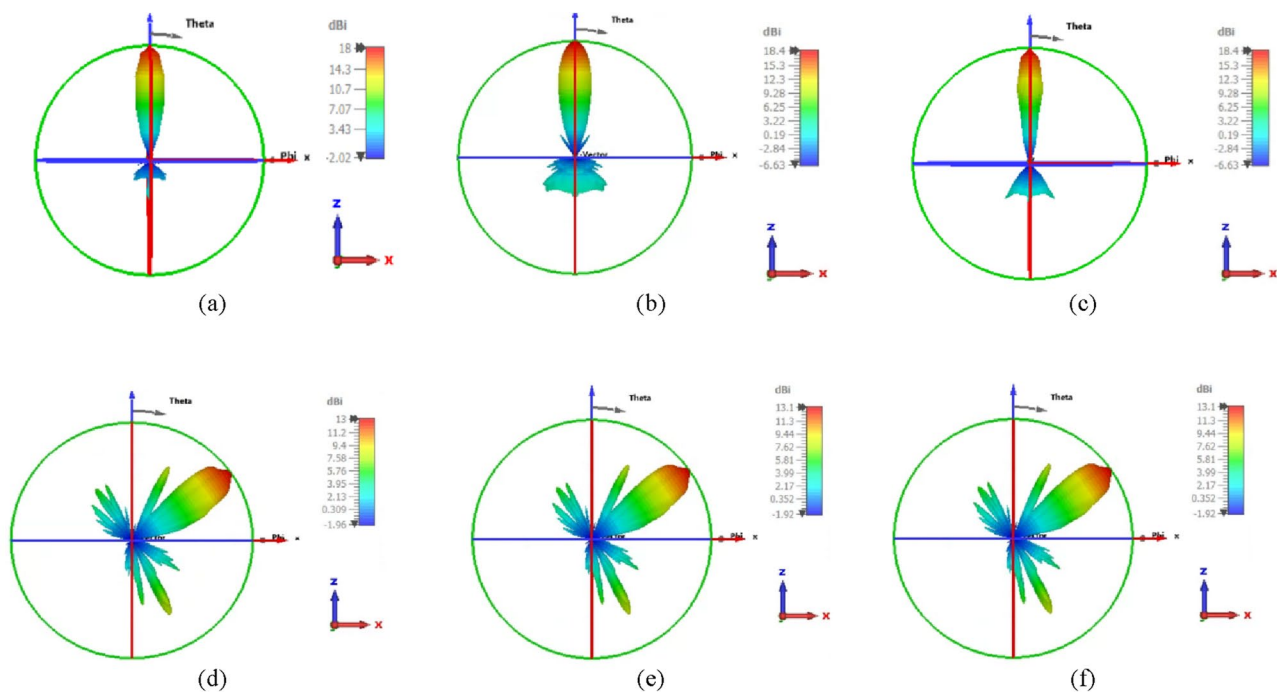 Theta
dBi
18
14.3
10.7
7.07
3.43
-2.02
Phi x
z
x
(a)
Theta
dBi
18.4
15.3
12.3
9.28
6.25
3.22
0.19
-2.84
-6.63
Vector
Phi x
z
x
(b)
Theta
dBi
18.4
15.3
12.3
9.28
6.25
3.22
0.19
-2.84
-6.63
Phi x
z
x
(c)
Theta
dBi
13
11.2
9.4
7.58
5.76
3.95
2.13
0.309
-1.96
Phi x
z
x
(d)
Theta
dBi
13.1
11.3
9.44
7.62
5.81
3.99
2.17
0.352
-1.92
Phi x
z
x
(e)
Theta
dBi
13.1
11.3
9.44
7.62
5.81
3.99
2.17
0.352
-1.92
Phi x
z
x
(f)